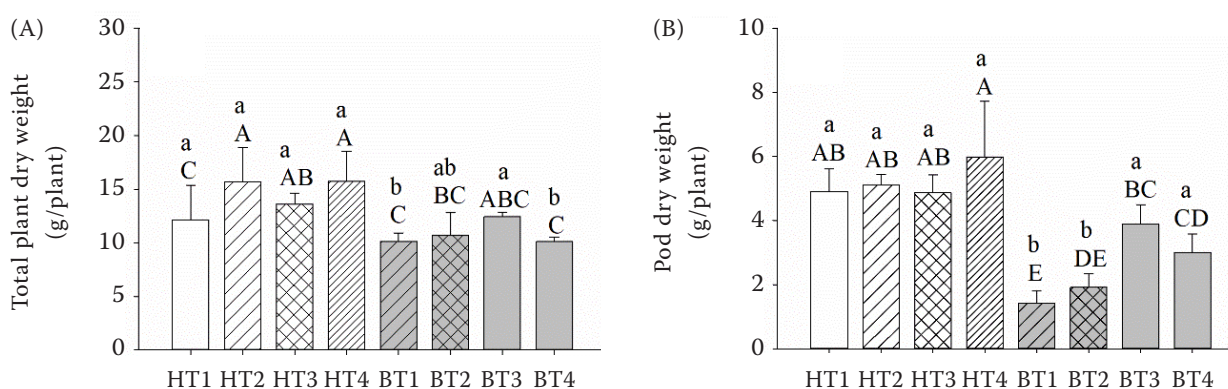 (A)
Total plant dry weight
(g/plant)
30
25
20
15
10
5
0
a
C
a
A
a
AB
a
A
b
C
ab
BC
a
ABC
b
C
HT1 HT2 HT3 HT4 BT1 BT2 BT3 BT4
(B)
Pod dry weight
(g/plant)
10
8
6
4
2
0
a
AB
a
AB
a
AB
a
A
b
E
b
DE
a
BC
a
CD
HT1 HT2 HT3 HT4 BT1 BT2 BT3 BT4